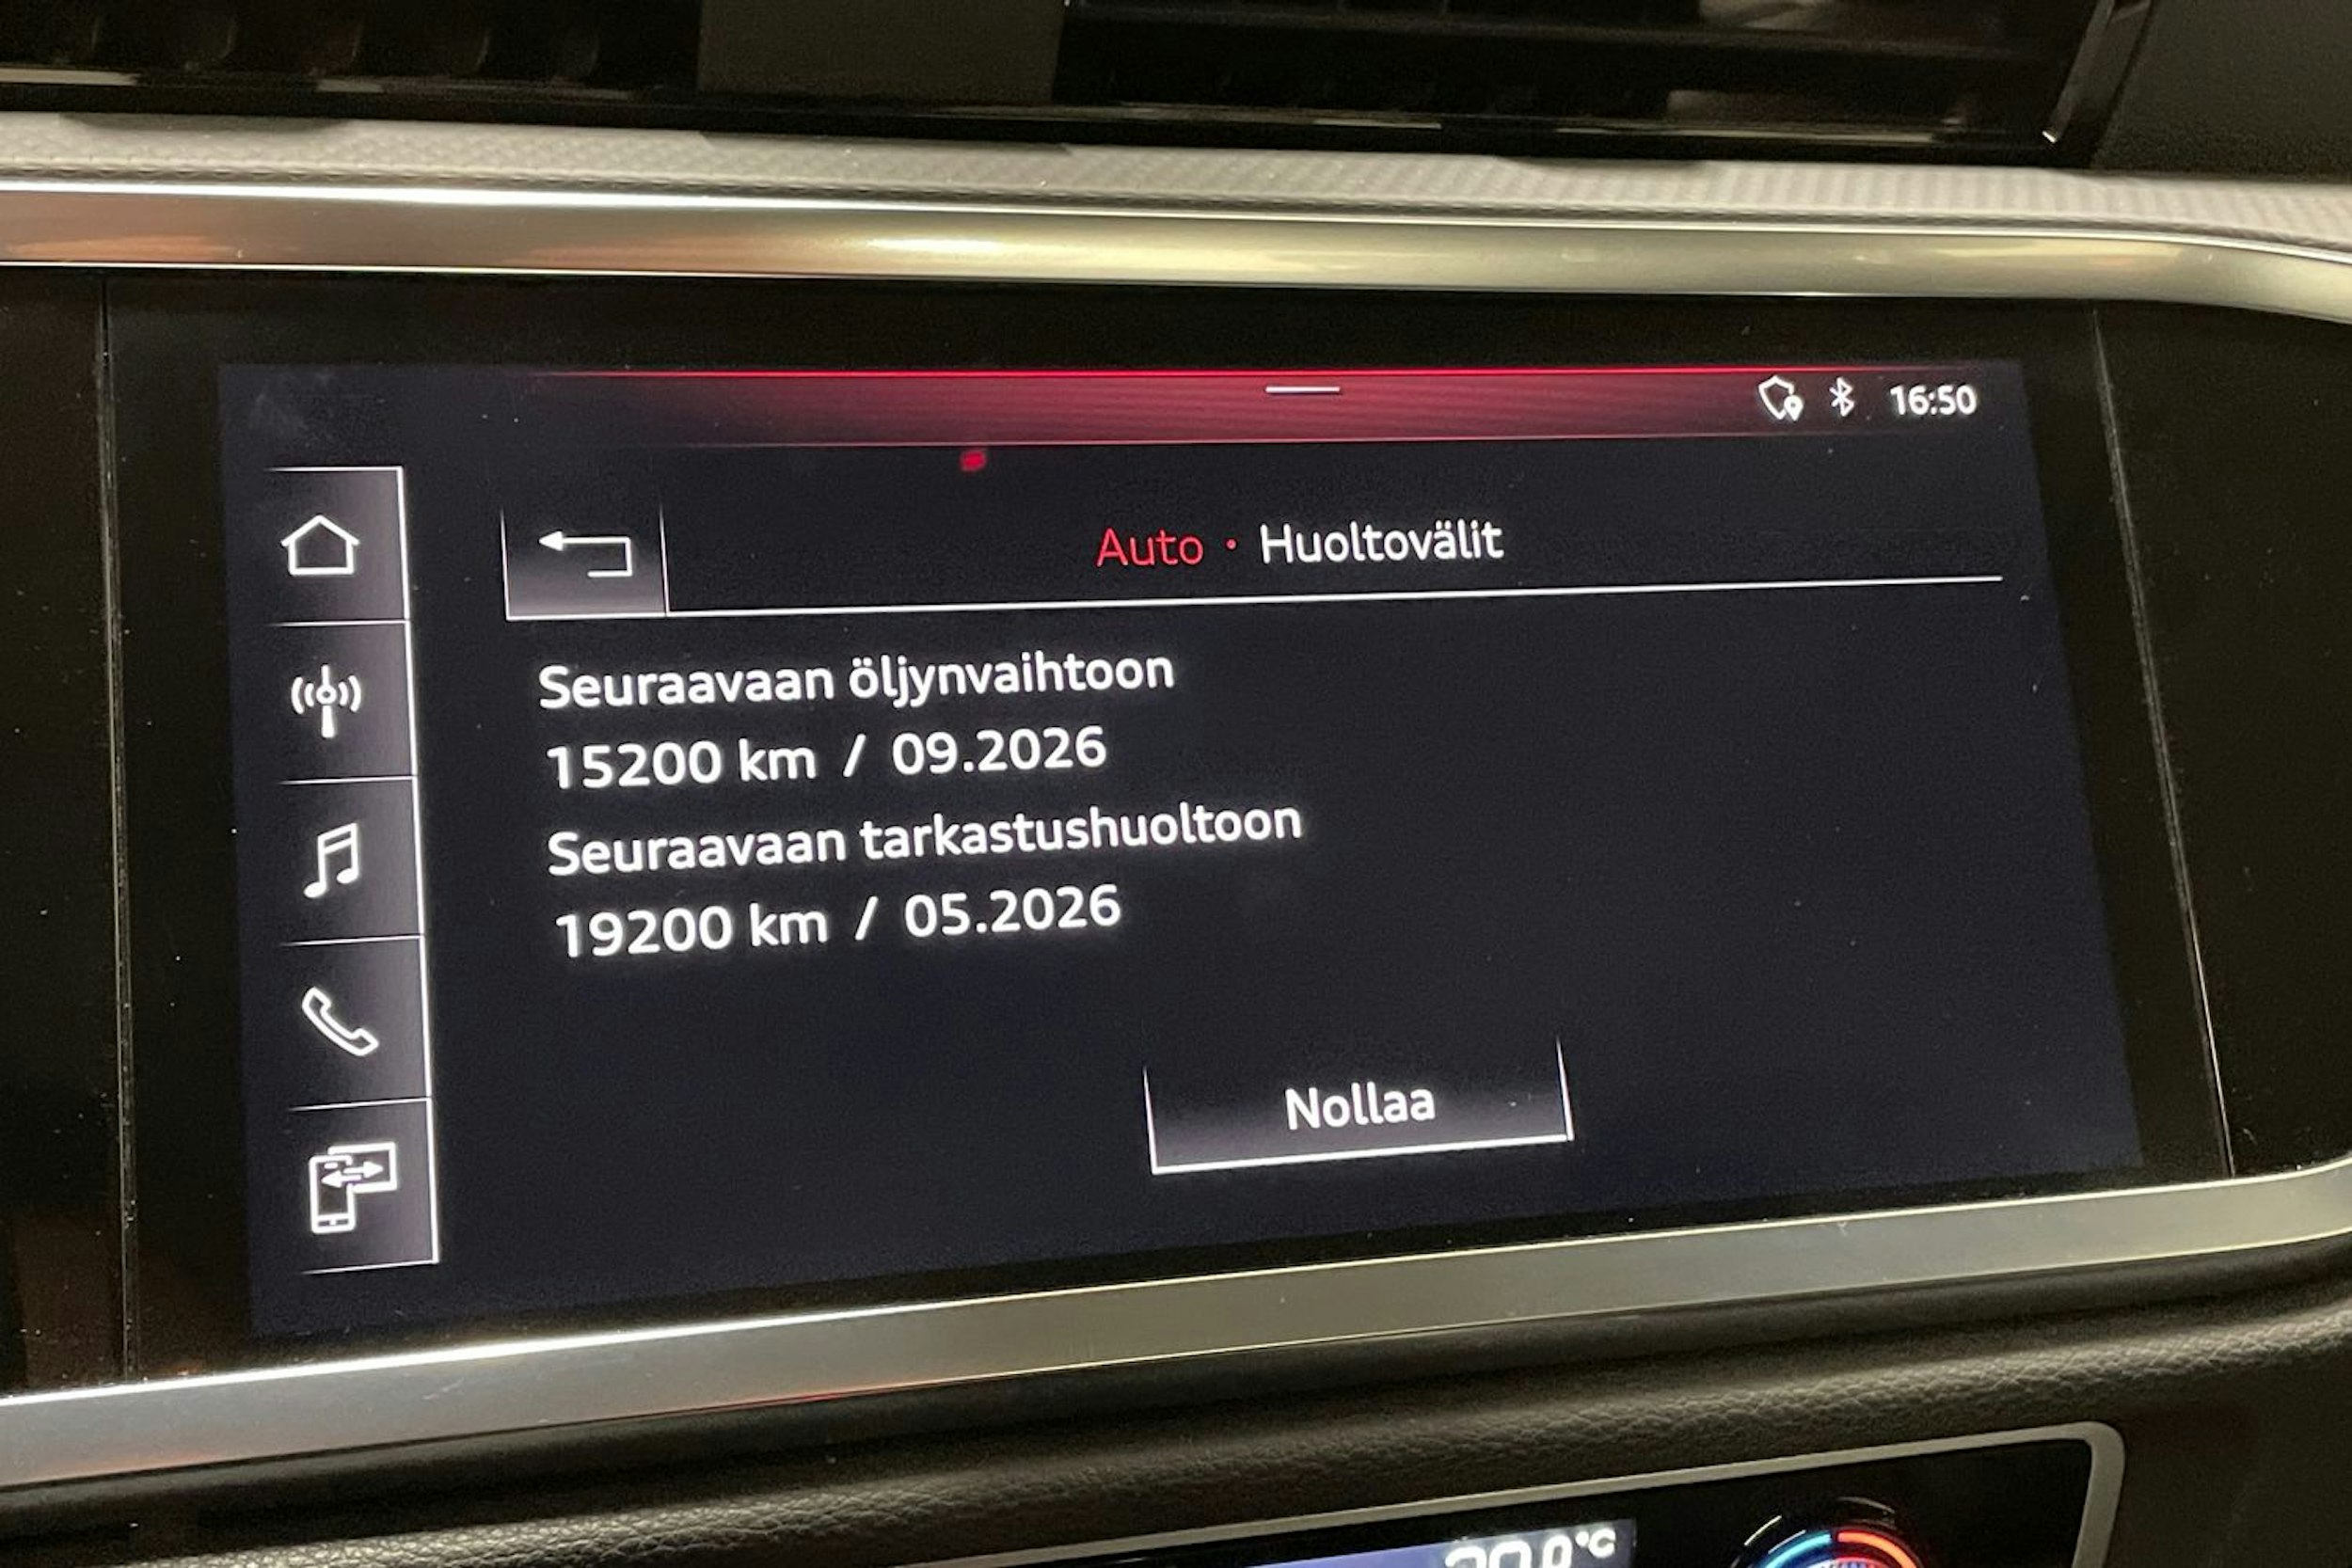 16:50
Auto • Huoltovälit
Seuraavaan öljynvaihtoon
15200 km / 09.2026
Seuraavaan tarkastushuoltoon
19200 km / 05.2026
Nollaa